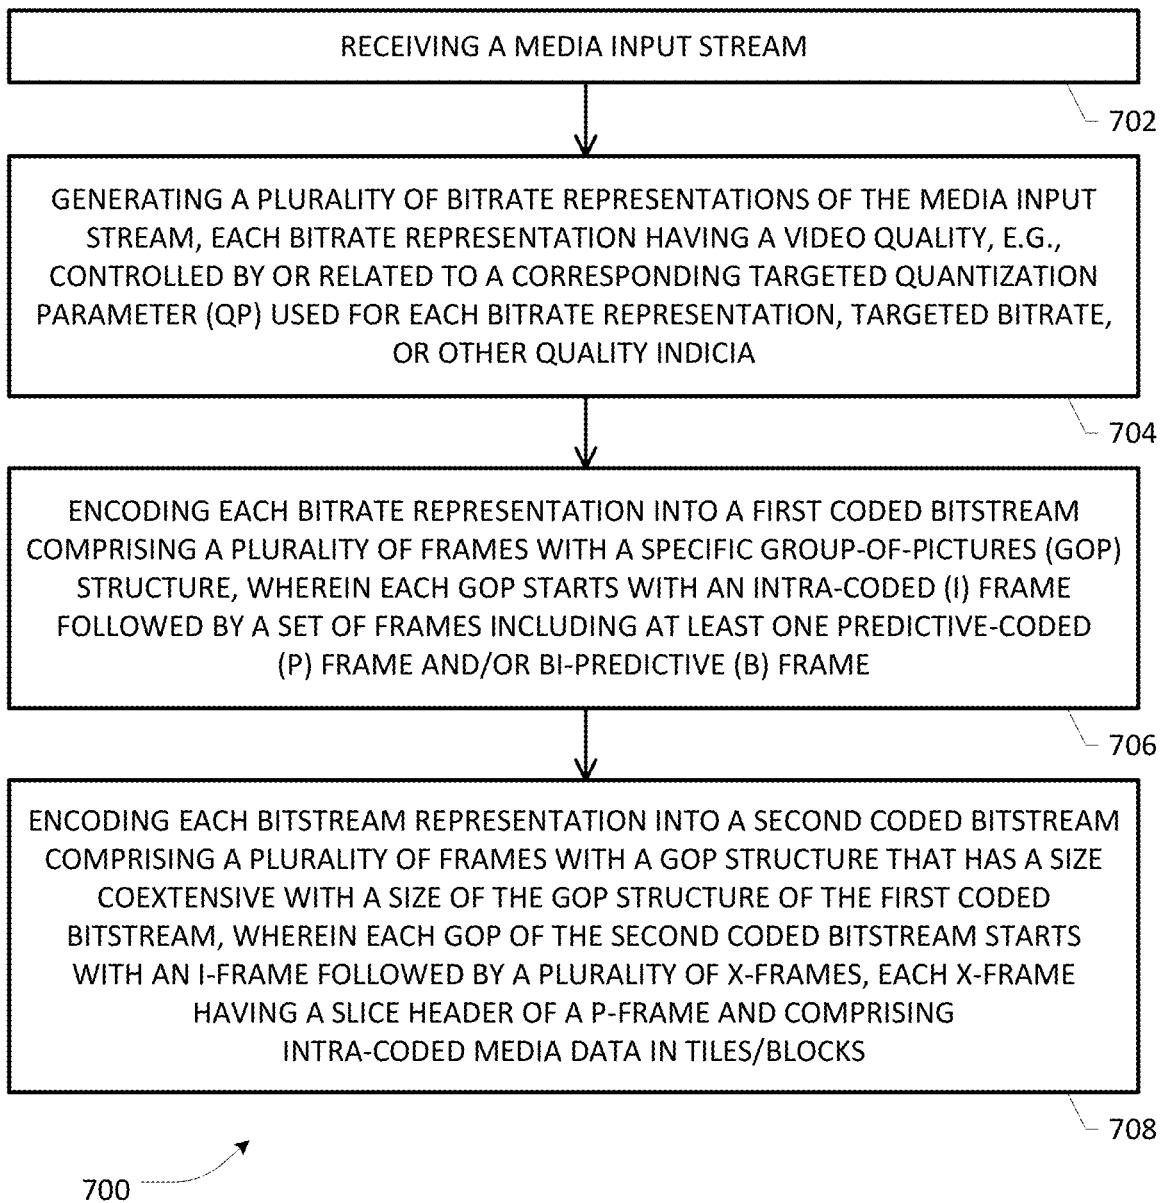 RECEIVING A MEDIA INPUT STREAM
702
GENERATING A PLURALITY OF BITRATE REPRESENTATIONS OF THE MEDIA INPUT
STREAM, EACH BITRATE REPRESENTATION HAVING A VIDEO QUALITY, E.G.,
CONTROLLED BY OR RELATED TO A CORRESPONDING TARGETED QUANTIZATION
PARAMETER (QP) USED FOR EACH BITRATE REPRESENTATION, TARGETED BITRATE,
OR OTHER QUALITY INDICIA
704
ENCODING EACH BITRATE REPRESENTATION INTO A FIRST CODED BITSTREAM
COMPRISING A PLURALITY OF FRAMES WITH A SPECIFIC GROUP-OF-PICTURES (GOP)
STRUCTURE, WHEREIN EACH GOP STARTS WITH AN INTRA-CODED (I) FRAME
FOLLOWED BY A SET OF FRAMES INCLUDING AT LEAST ONE PREDICTIVE-CODED
(P) FRAME AND/OR BI-PREDICTIVE (B) FRAME
706
ENCODING EACH BITSTREAM REPRESENTATION INTO A SECOND CODED BITSTREAM
COMPRISING A PLURALITY OF FRAMES WITH A GOP STRUCTURE THAT HAS A SIZE
COEXTENSIVE WITH A SIZE OF THE GOP STRUCTURE OF THE FIRST CODED
BITSTREAM, WHEREIN EACH GOP OF THE SECOND CODED BITSTREAM STARTS
WITH AN I-FRAME FOLLOWED BY A PLURALITY OF X-FRAMES, EACH X-FRAME
HAVING A SLICE HEADER OF A P-FRAME AND COMPRISING
INTRA-CODED MEDIA DATA IN TILES/BLOCKS
708
700